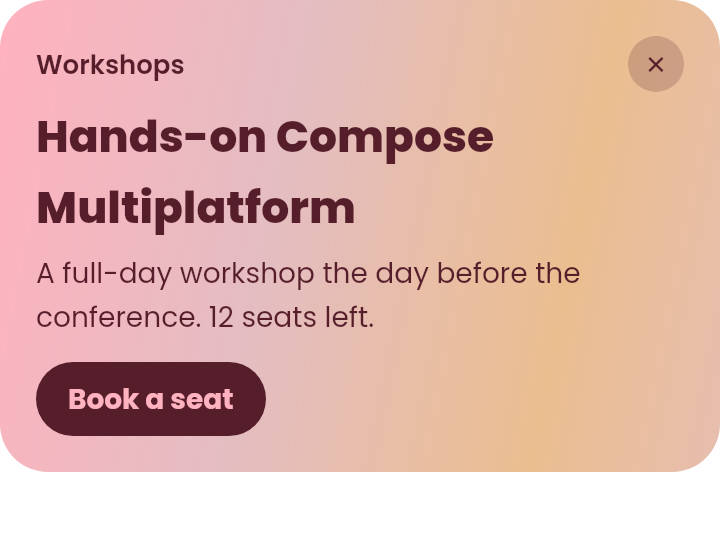 Workshops
Hands-on Compose
Multiplatform
A full-day workshop the day before the
conference. 12 seats left.
Book a seat